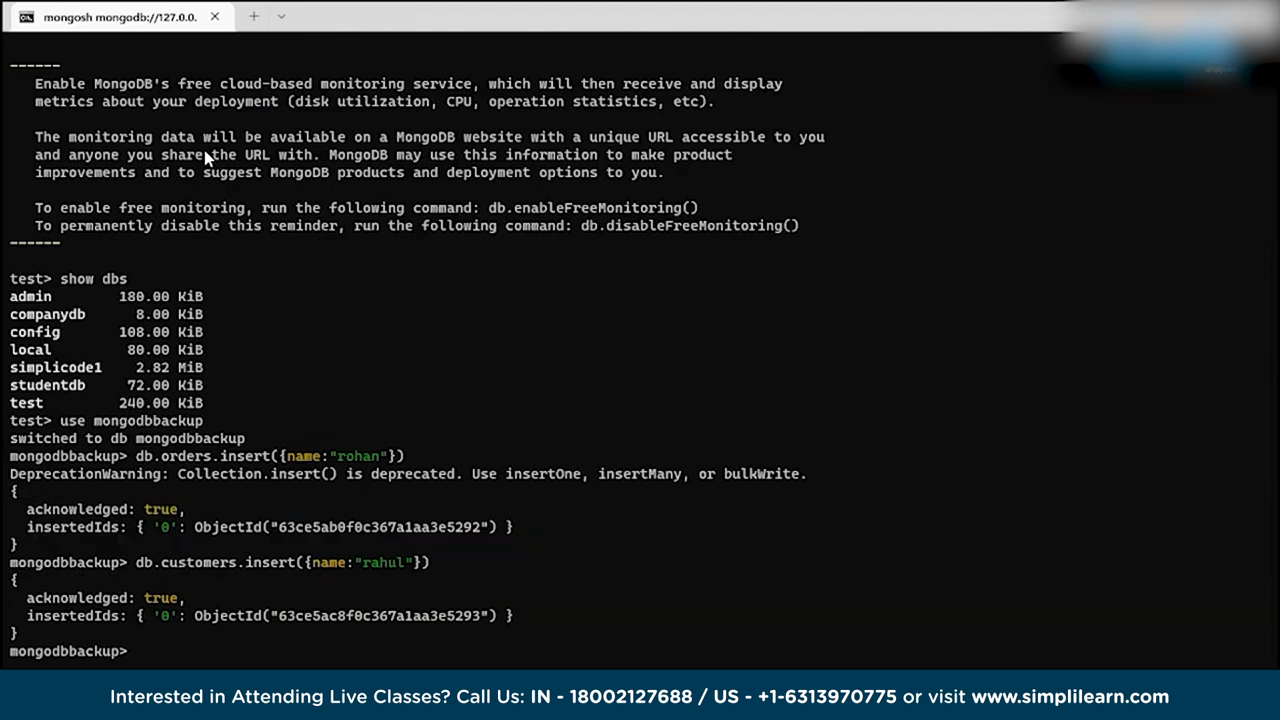 mongosh mongodb://127.0.0.
------
Enable MongoDB's free cloud-based monitoring service, which will then receive and display
metrics about your deployment (disk utilization, CPU, operation statistics, etc).
The monitoring data will be available on a MongoDB website with a unique URL accessible to you
and anyone you share the URL with. MongoDB may use this information to make product
improvements and to suggest MongoDB products and deployment options to you.
To enable free monitoring, run the following command: db.enableFreeMonitoring()
To permanently disable this reminder, run the following command: db.disableFreeMonitoring()
------
test> show dbs
admin 180.00 KiB
companydb 8.00 KiB
config 108.00 KiB
local 80.00 KiB
simplicode1 2.82 MiB
studentdb 72.00 KiB
test 240.00 KiB
test> use mongodbbackup
switched to db mongodbbackup
mongodbbackup> db.orders.insert({name:"rohan"})
DeprecationWarning: Collection.insert() is deprecated. Use insertOne, insertMany, or bulkWrite.
{
acknowledged: true,
insertedIds: { '0': ObjectId("63ce5ab0f0c367a1aa3e5292") }
}
mongodbbackup> db.customers.insert({name:"rahul"})
{
acknowledged: true,
insertedIds: { '0': ObjectId("63ce5ac8f0c367a1aa3e5293") }
}
mongodbbackup>
Interested in Attending Live Classes? Call Us: IN - 18002127688 / US - +1-6313970775 or visit www.simplilearn.com